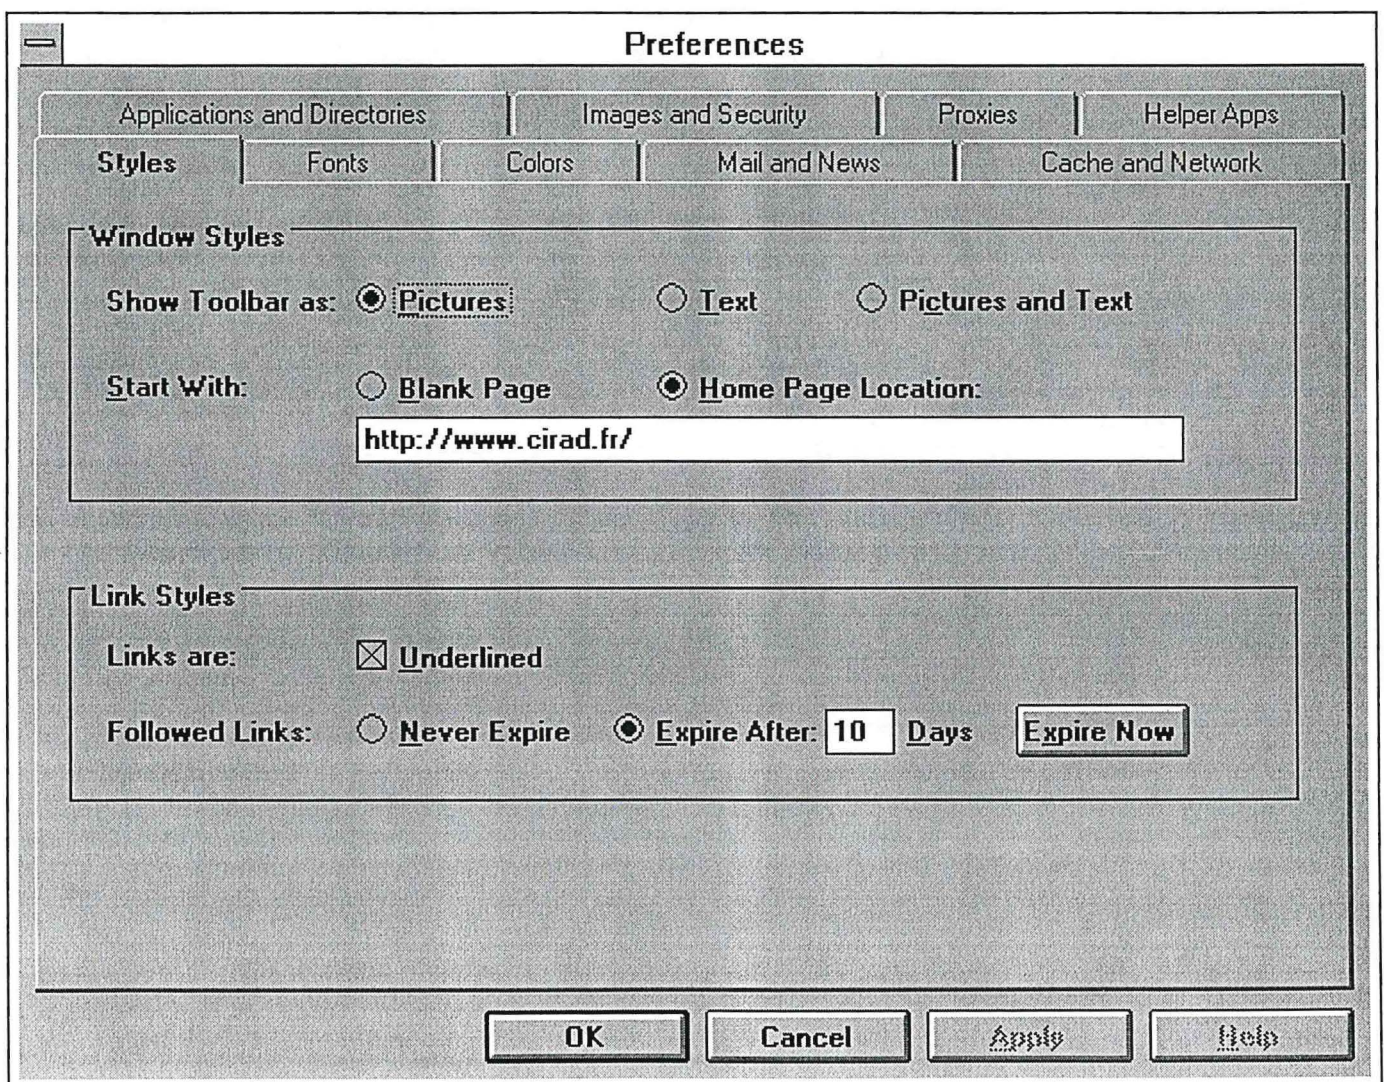 Preferences
Applications and Directories Images and Security Proxies Helper Apps
Styles Fonts Colors Mail and News Cache and Network
Window Styles
Show Toolbar as: Pictures Text Pictures and Text
Start With: Blank Page Home Page Location:
http://www.cirad.fr/
Link Styles
Links are: Underlined
Followed Links: Never Expire Expire After: 10 Days Expire Now
OK Cancel Apply Help